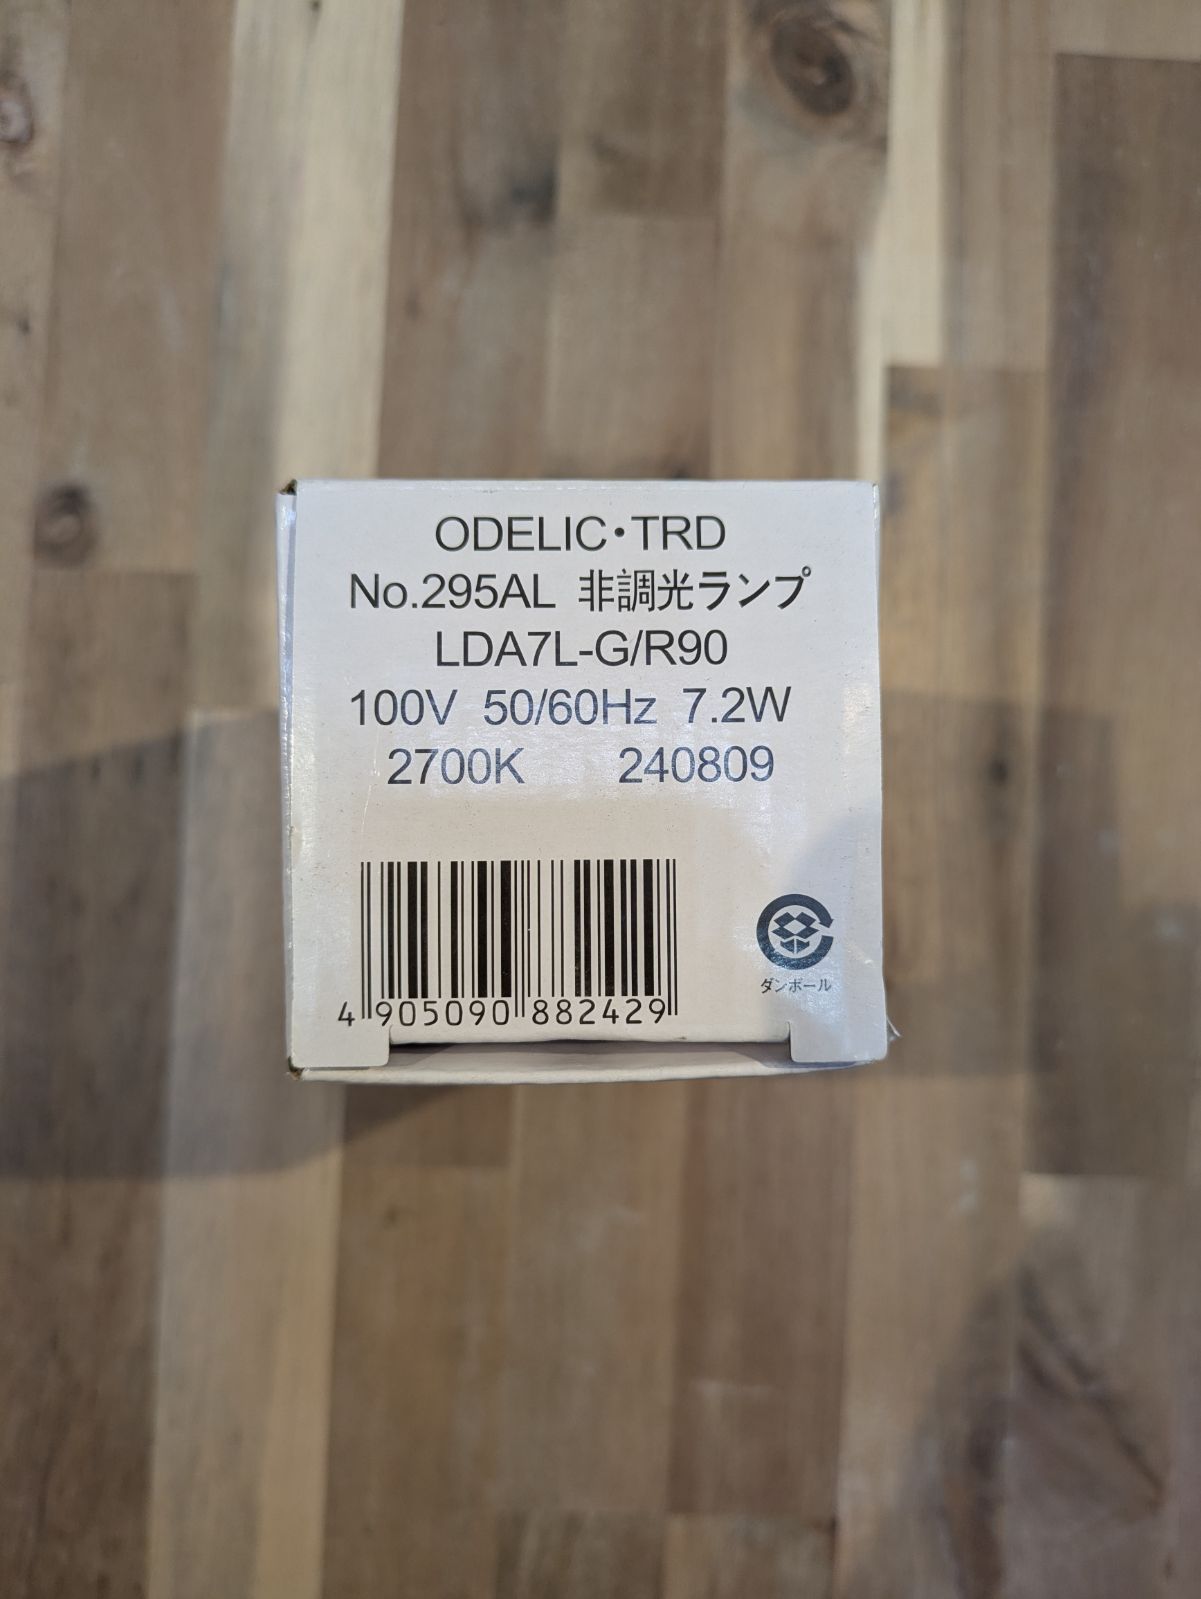 ODELIC・TRD
No.295AL 非調光ランプ
LDA7L-G/R90
100V 50/60Hz 7.2W
2700K 240809
4 905090 882429
ダンボール